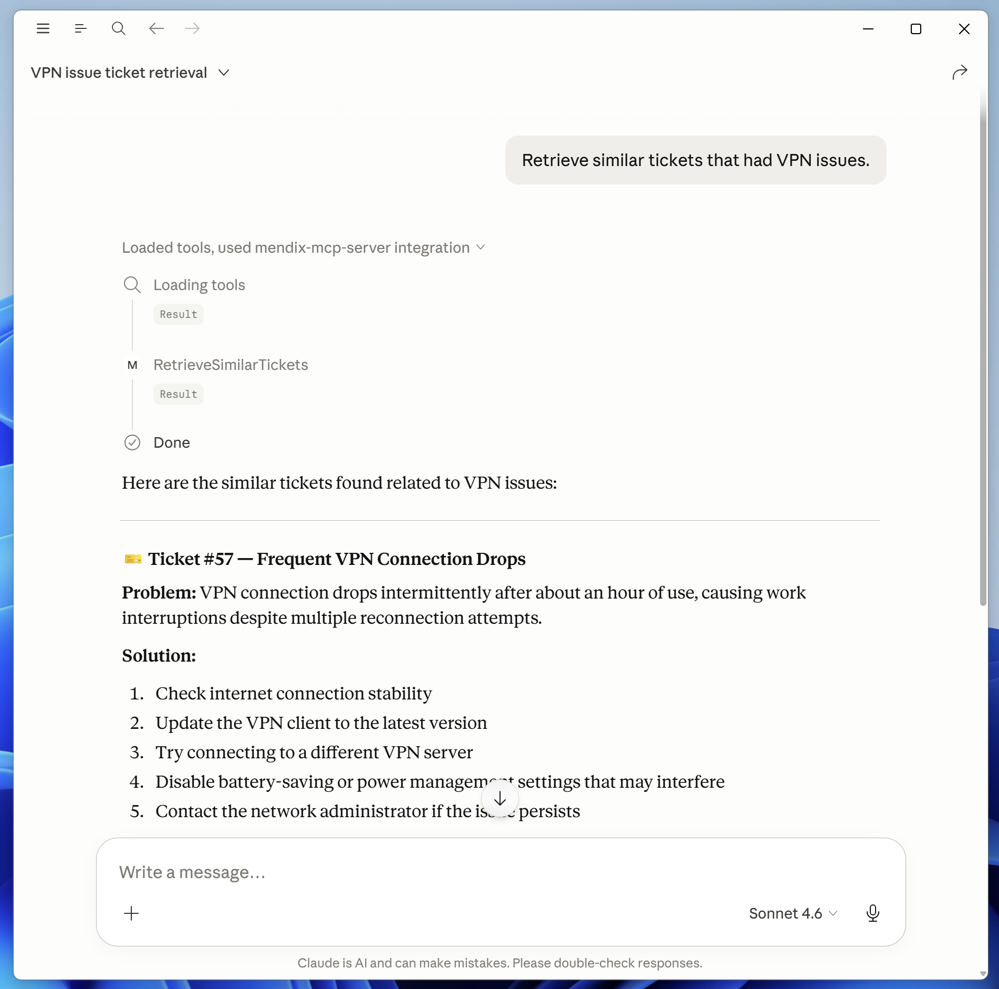 VPN issue ticket retrieval
Retrieve similar tickets that had VPN issues.
Loaded tools, used mendix-mcp-server integration
Loading tools
Result
M RetrieveSimilarTickets
Result
Done
Here are the similar tickets found related to VPN issues:
🎫 Ticket #57 — Frequent VPN Connection Drops
Problem: VPN connection drops intermittently after about an hour of use, causing work
interruptions despite multiple reconnection attempts.
Solution:
1. Check internet connection stability
2. Update the VPN client to the latest version
3. Try connecting to a different VPN server
4. Disable battery-saving or power management settings that may interfere
5. Contact the network administrator if the issue persists
Write a message...
Sonnet 4.6
Claude is AI and can make mistakes. Please double-check responses.